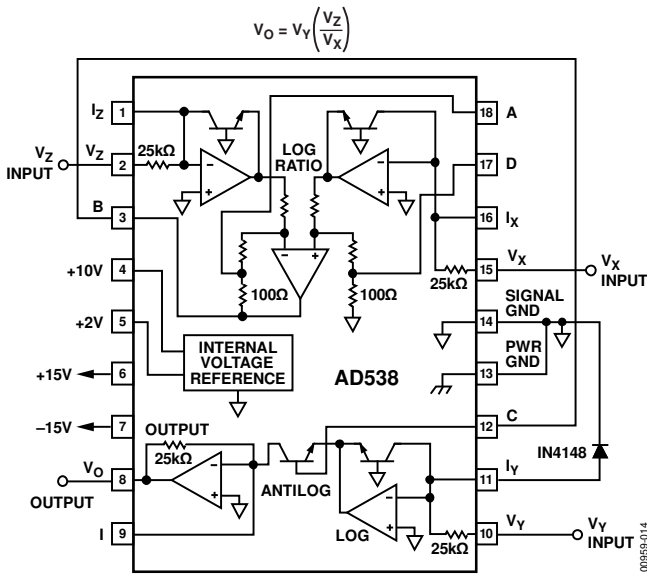 V_O = V_Y(V_Z/V_X)
I_Z 1
18 A
V_Z INPUT
V_Z 2
25kΩ
LOG RATIO
17 D
B 3
16 I_X
+10V 4
100Ω
100Ω
25kΩ
V_X 15
V_X INPUT
+2V 5
SIGNAL GND 14
INTERNAL VOLTAGE REFERENCE
PWR GND 13
+15V 6
AD538
–15V 7
12 C
OUTPUT
25kΩ
IN4148
V_O 8
OUTPUT
ANTILOG
I_Y 11
I 9
LOG
25kΩ
V_Y 10
V_Y INPUT
00959-014